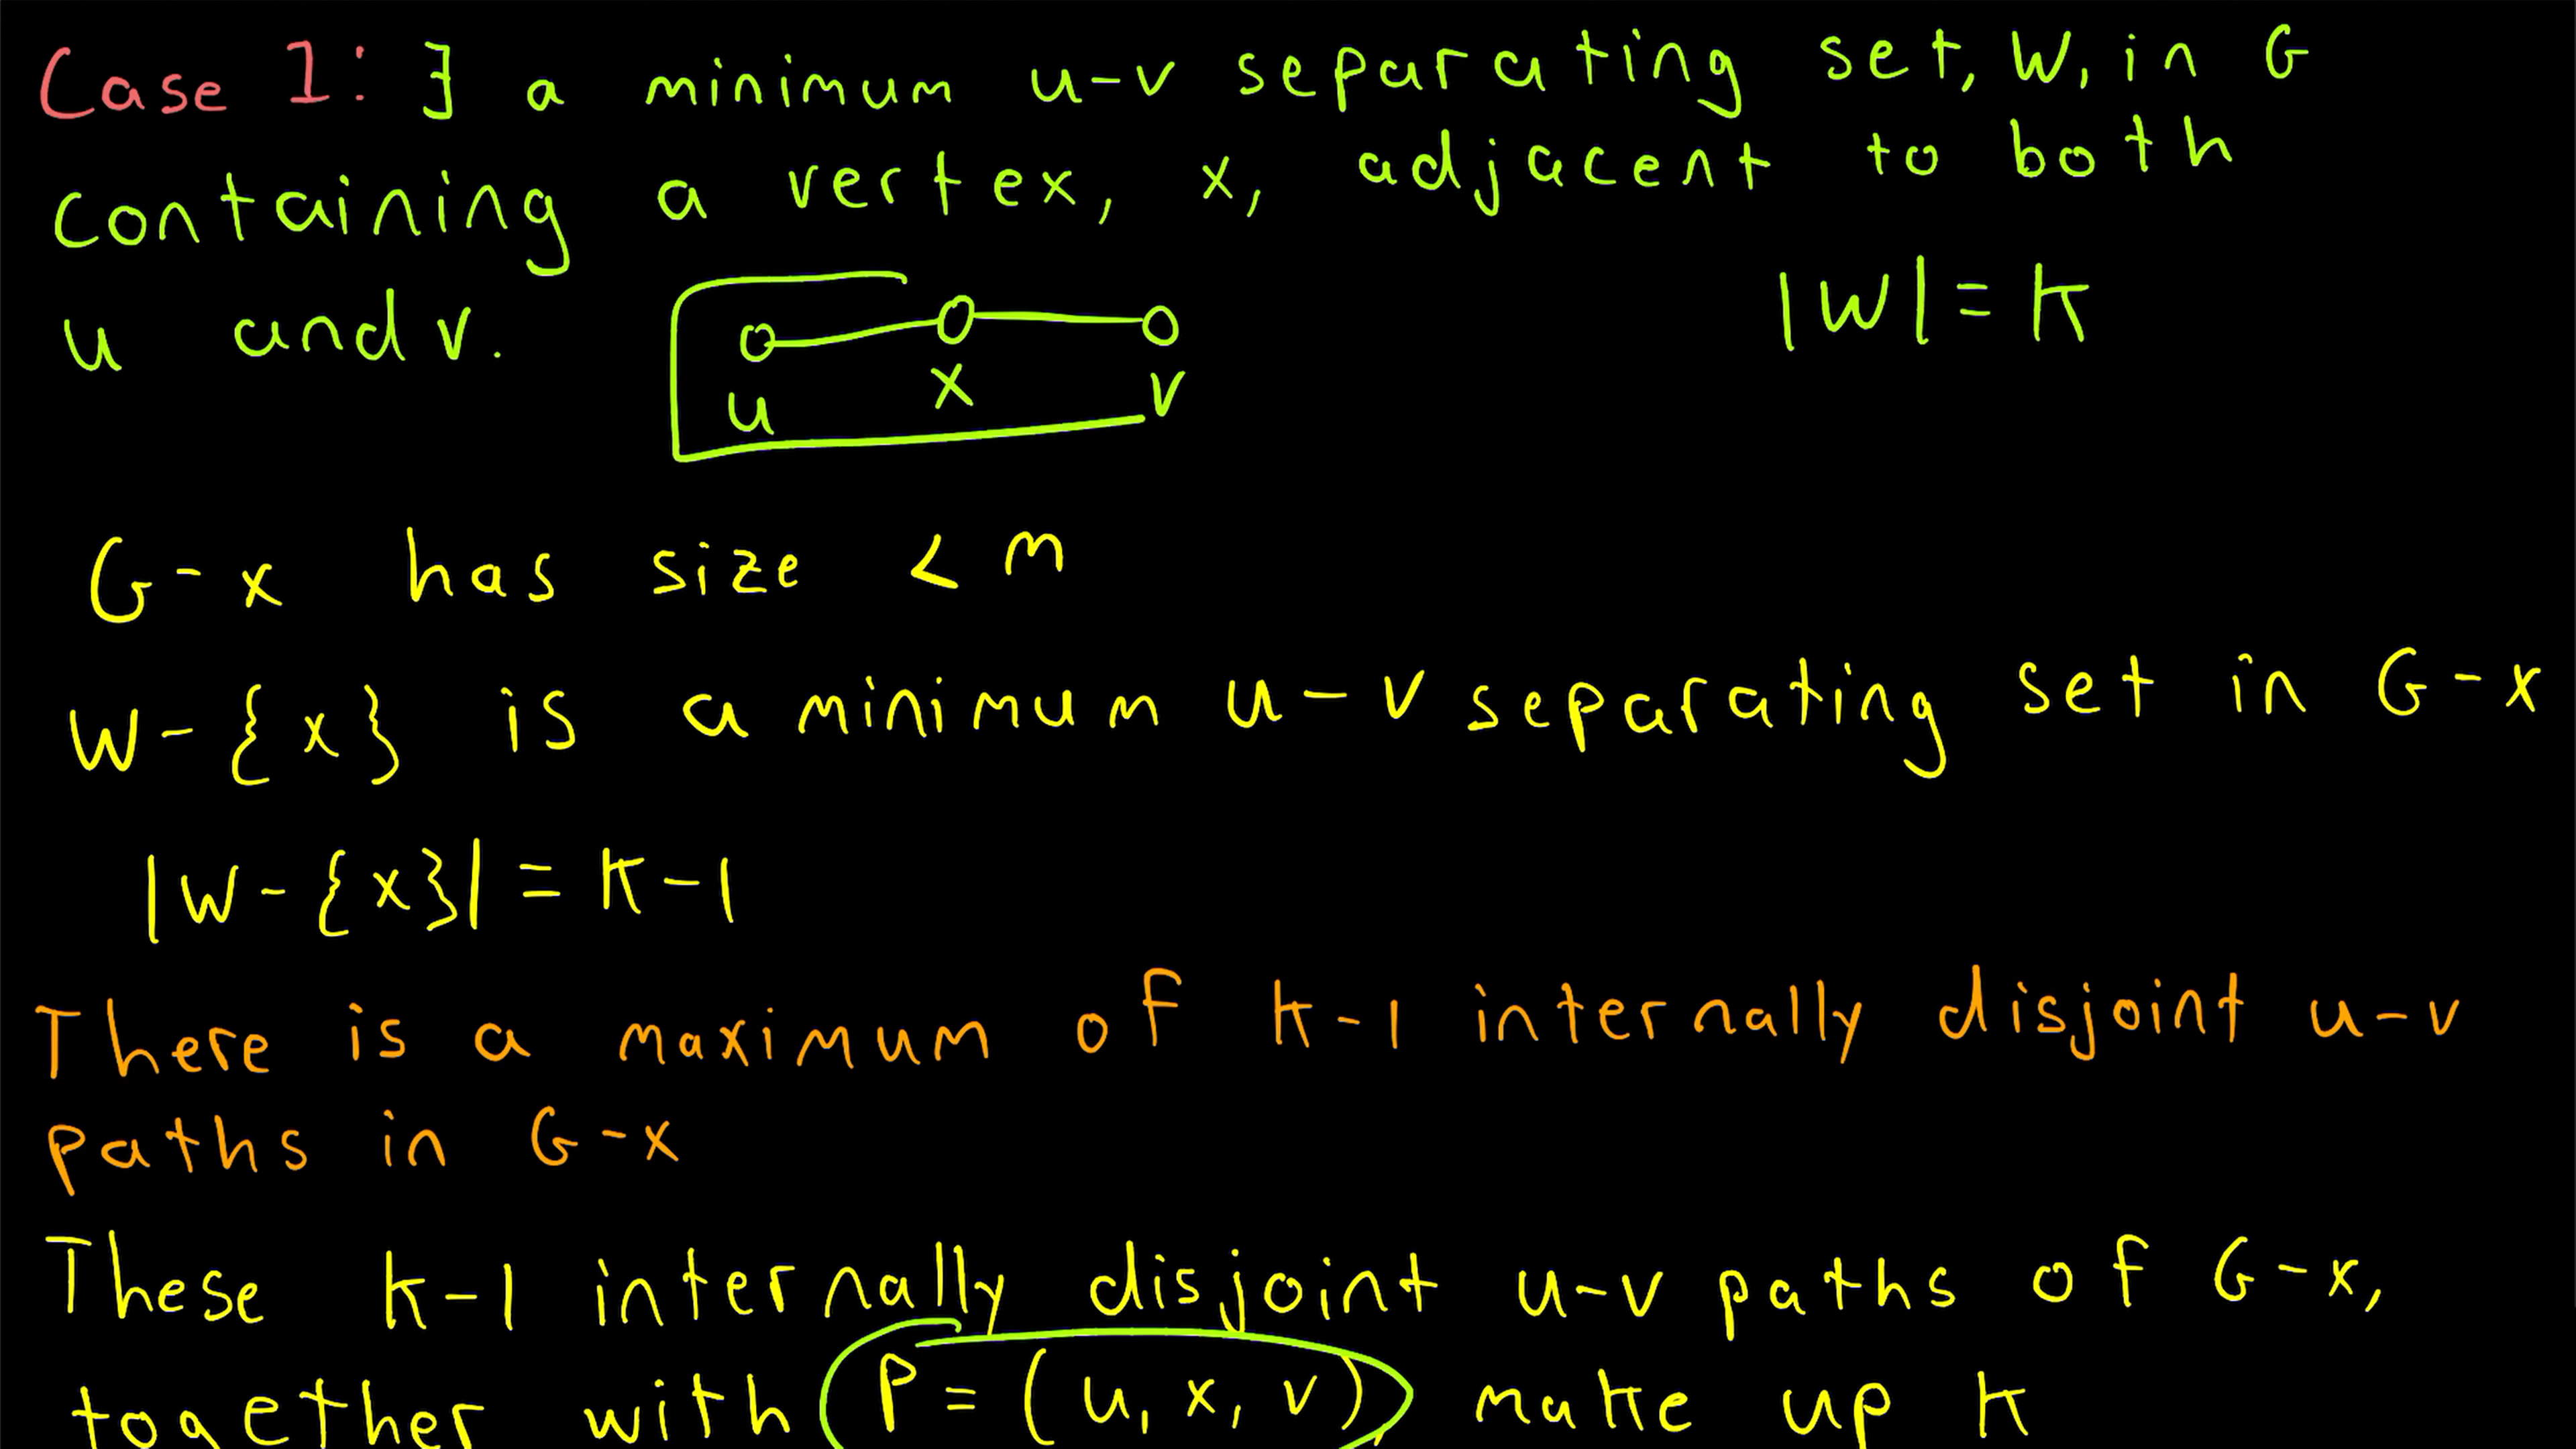 Case 1: ∃ a minimum u-v separating set, W, in G
containing a vertex, x, adjacent to both
u and v.
|W| = k
u x v
G-x has size < m
W-{x} is a minimum u-v separating set in G-x
|W-{x}| = k-1
There is a maximum of k-1 internally disjoint u-v
paths in G-x
These k-1 internally disjoint u-v paths of G-x,
together with P = (u, x, v), make up k